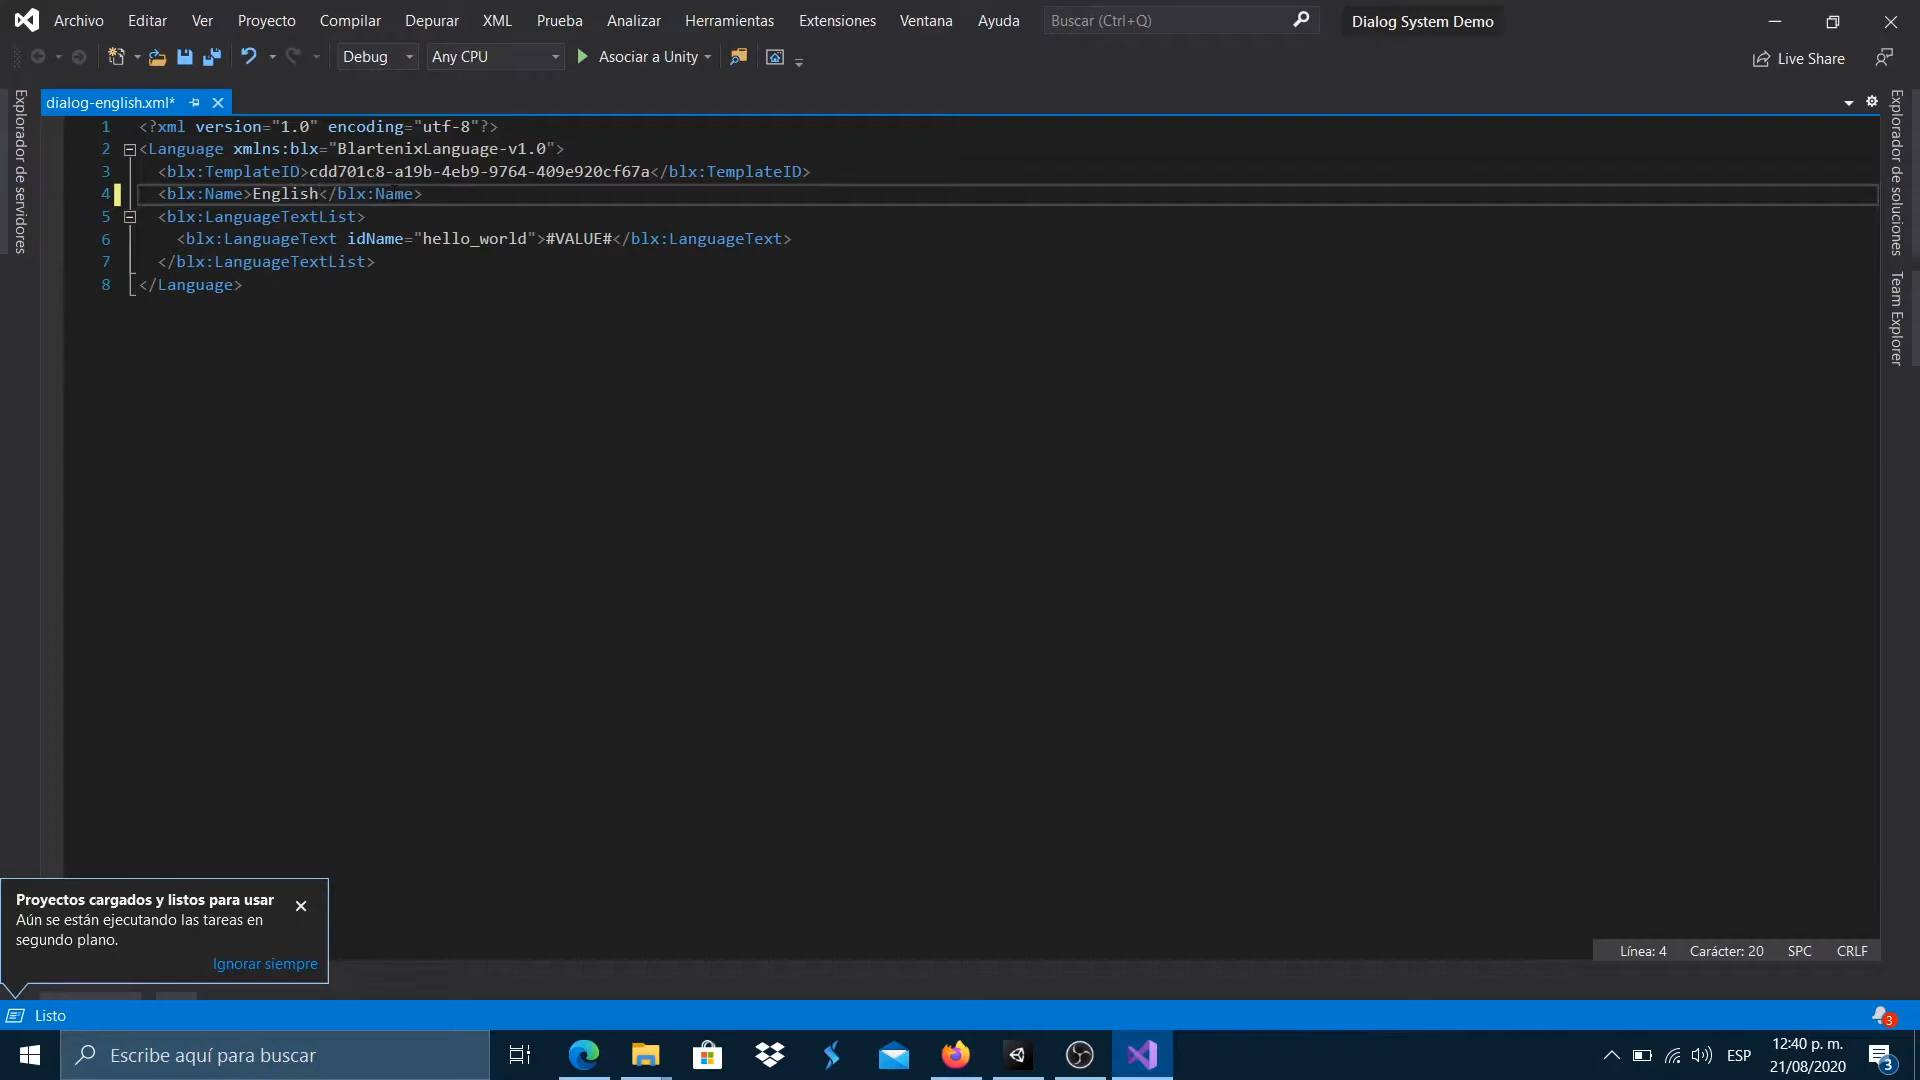 Archivo Editar Ver Proyecto Compilar Depurar XML Prueba Analizar Herramientas Extensiones Ventana Ayuda Buscar (Ctrl+Q) Dialog System Demo
Debug Any CPU Asociar a Unity Live Share
Explorador de servidores
dialog-english.xml*
1 <?xml version="1.0" encoding="utf-8"?>
2 <Language xmlns:blx="BlartenixLanguage-v1.0">
3 <blx:TemplateID>cdd701c8-a19b-4eb9-9764-409e920cf67a</blx:TemplateID>
4 <blx:Name>English</blx:Name>
5 <blx:LanguageTextList>
6 <blx:LanguageText idName="hello_world">#VALUE#</blx:LanguageText>
7 </blx:LanguageTextList>
8 </Language>
Explorador de soluciones
Team Explorer
Proyectos cargados y listos para usar
Aún se están ejecutando las tareas en
segundo plano.
Ignorar siempre
Línea: 4 Carácter: 20 SPC CRLF
Listo 3
Escribe aquí para buscar ESP 12:40 p. m.
21/08/2020 3